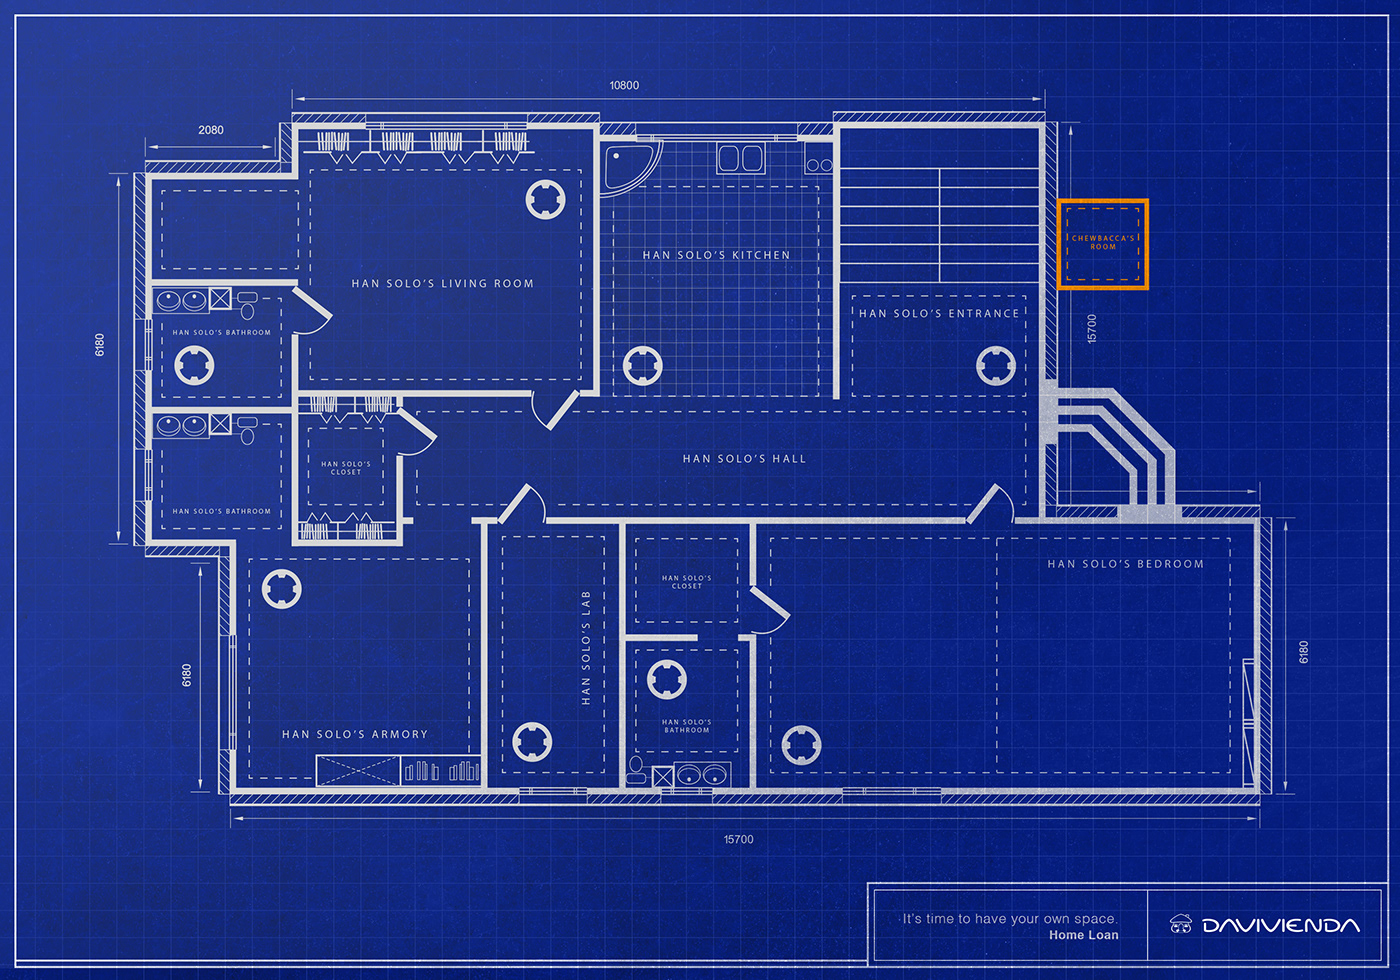 10800
2080
HAN SOLO'S KITCHEN
CHEWBACCA'S
ROOM
HAN SOLO'S LIVING ROOM
HAN SOLO'S ENTRANCE
HAN SOLO'S BATHROOM
6180
15700
HAN SOLO'S HALL
HAN SOLO'S
CLOSET
HAN SOLO'S BATHROOM
HAN SOLO'S BEDROOM
HAN SOLO'S
CLOSET
HAN SOLO'S LAB
6180
6180
HAN SOLO'S
BATHROOM
HAN SOLO'S ARMORY
15700
It's time to have your own space.
Home Loan
DAVIVIENDA